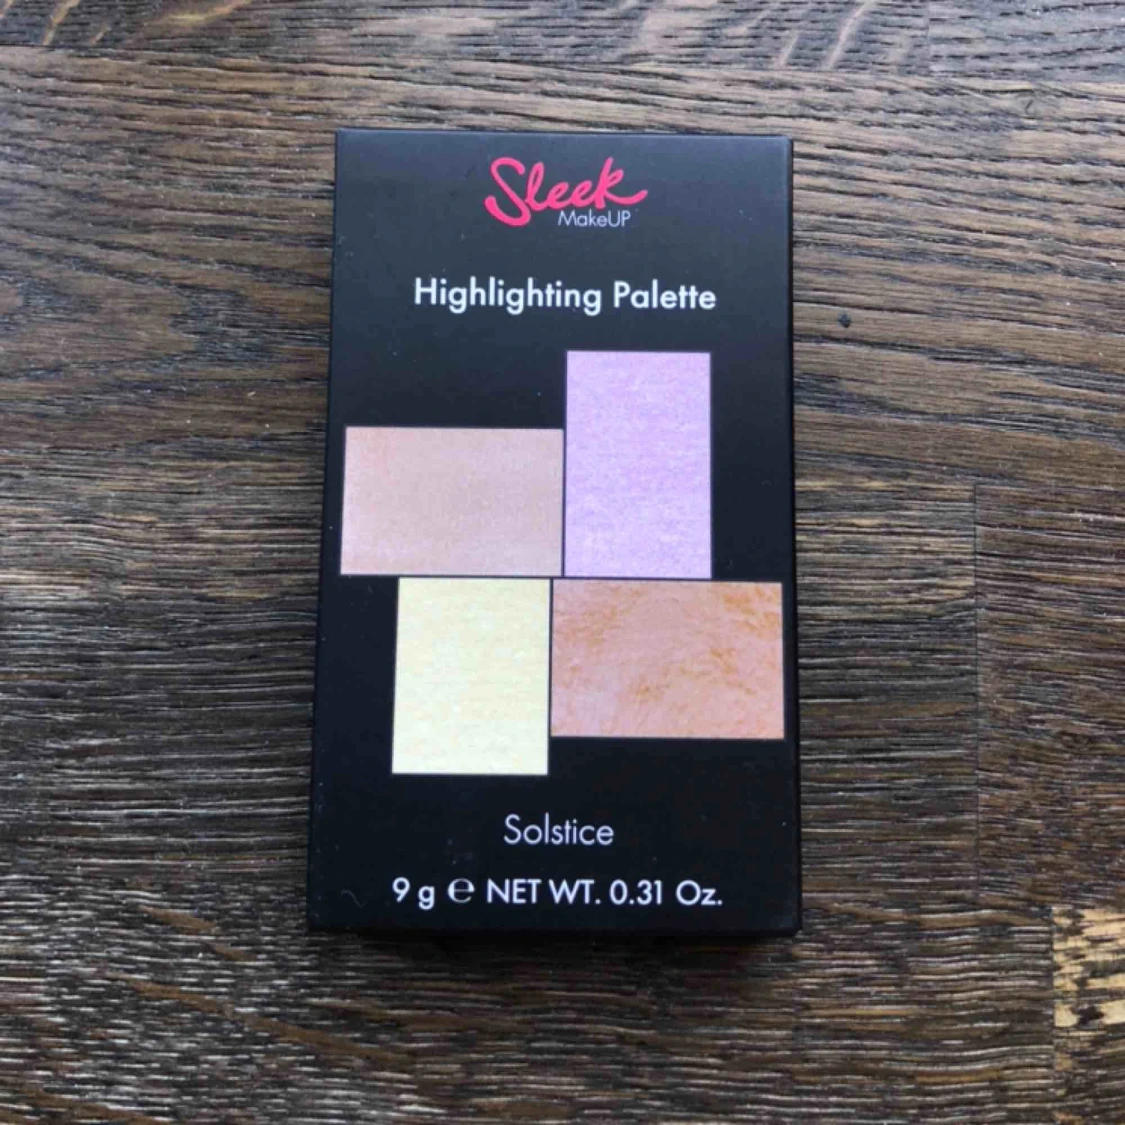 Sleek
MakeUP
Highlighting Palette
Solstice
9 g ℮ NET WT. 0.31 Oz.